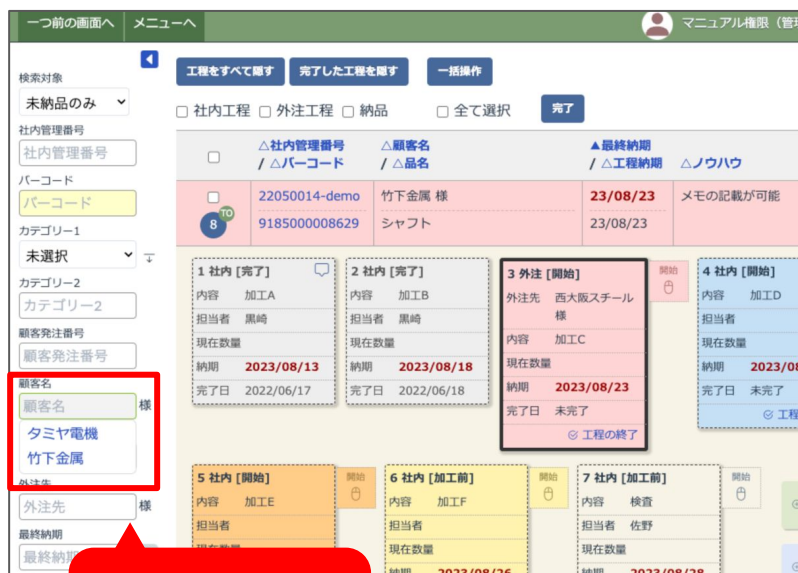 一つ前の画面へ メニューへ
マニュアル権限（管
検索対象
未納品のみ
社内管理番号
社内管理番号
バーコード
バーコード
カテゴリー1
未選択
カテゴリー2
カテゴリー2
顧客発注番号
顧客発注番号
顧客名
顧客名 様
タミヤ電機
竹下金属
外注先
外注先 様
最終納期
最終納期
工程をすべて隠す 完了した工程を隠す 一括操作
社内工程 外注工程 納品 全て選択 完了
△社内管理番号 △顧客名 ▲最終納期
/ △バーコード / △品名 / △工程納期 △ノウハウ
22050014-demo 竹下金属 様 23/08/23 メモの記載が可能
8 TO 9185000008629 シャフト 23/08/23
1 社内 [完了]
内容 加工A
担当者 黒崎
現在数量
納期 2023/08/13
完了日 2022/06/17
2 社内 [完了]
内容 加工B
担当者 黒崎
現在数量
納期 2023/08/18
完了日 2022/06/18
3 外注 [開始]
外注先 西大阪スチール
様
内容 加工C
現在数量
納期 2023/08/23
完了日 未完了
工程の終了
開始
4 社内 [開始]
内容 加工D
担当者
現在数量
納期 2023/08
完了日 未完了
工程
5 社内 [開始]
内容 加工E
担当者
現在数量
開始
6 社内 [加工前]
内容 加工F
担当者
現在数量
納期 2023/08/26
開始
7 社内 [加工前]
内容 検査
担当者 佐野
現在数量
納期 2023/08/28
開始